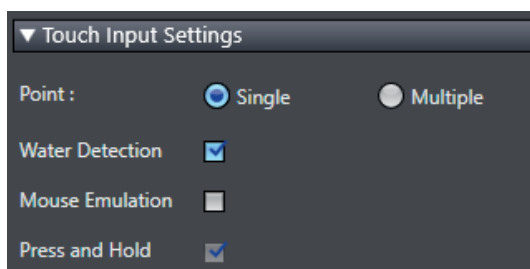 Touch Input Settings
Point : Single Multiple
Water Detection
Mouse Emulation
Press and Hold